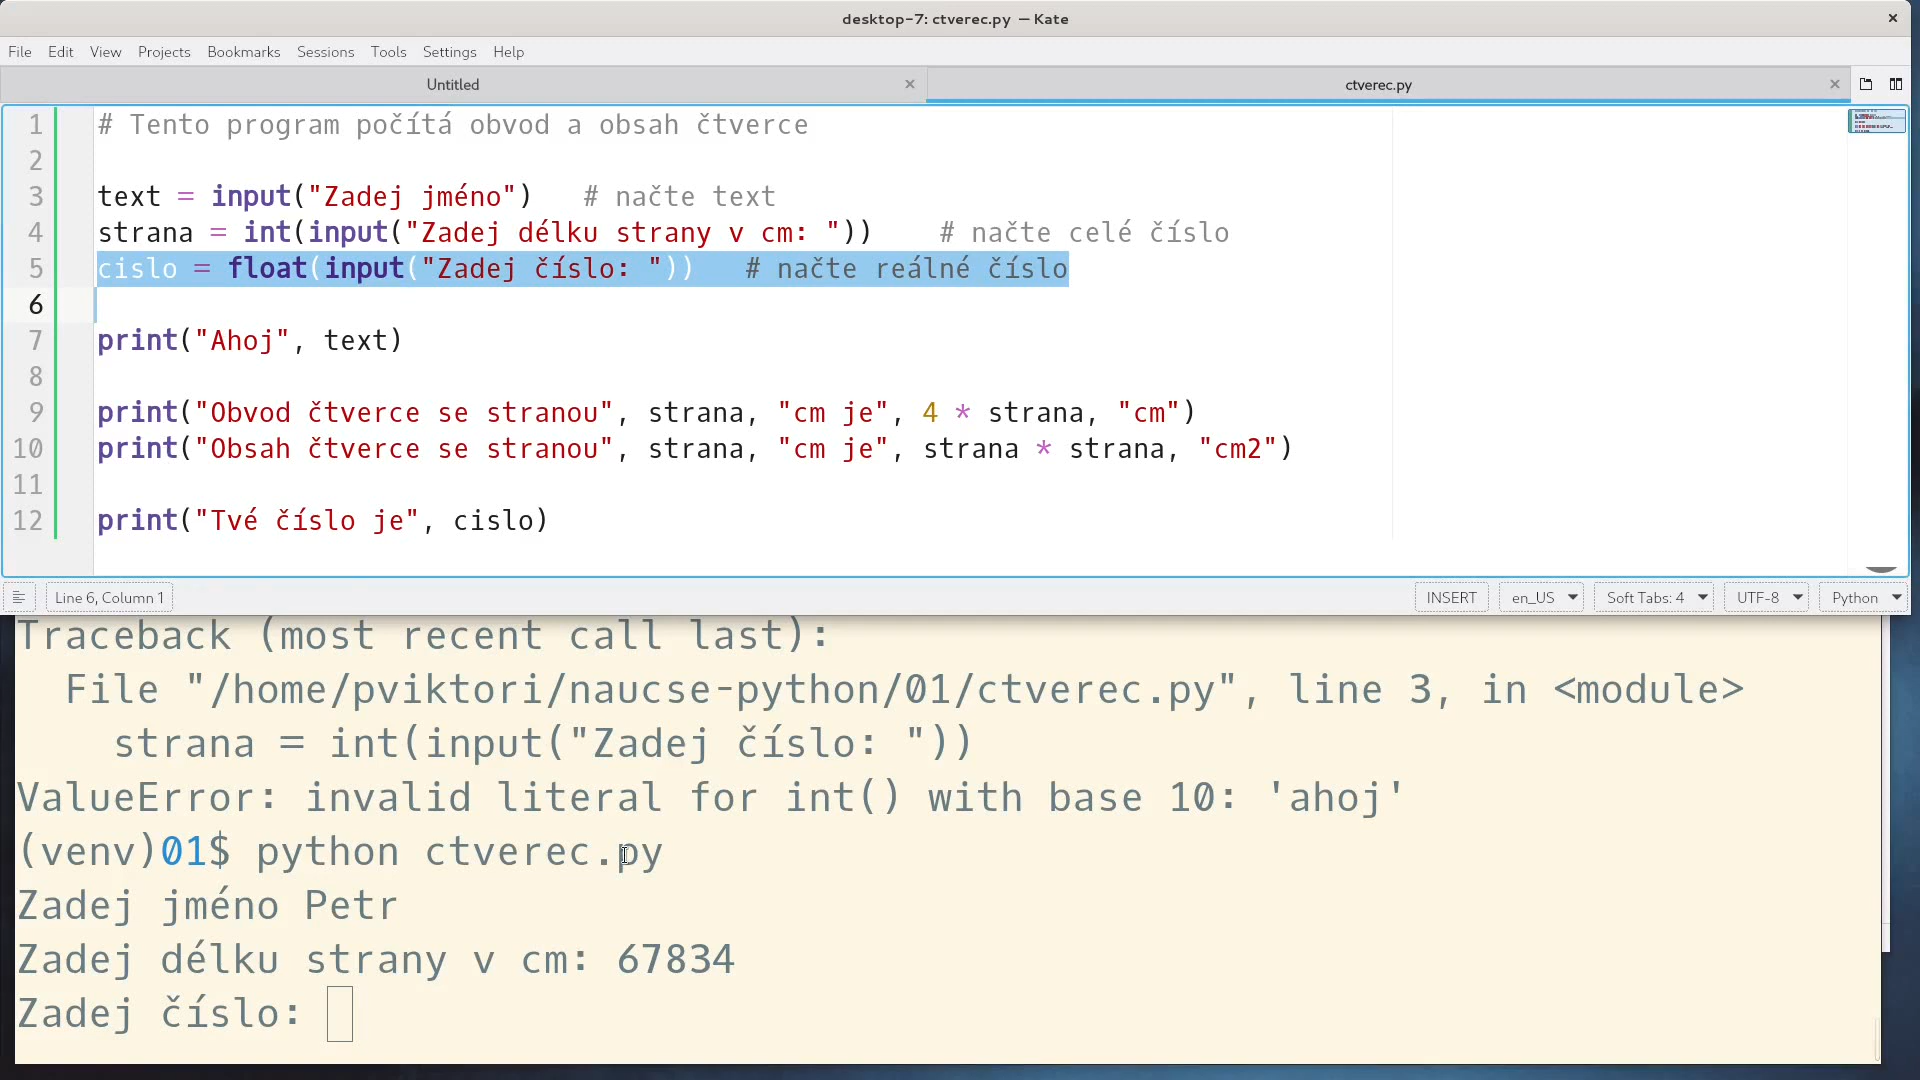 desktop-7: ctverec.py — Kate
File Edit View Projects Bookmarks Sessions Tools Settings Help
Untitled ctverec.py
1 # Tento program počítá obvod a obsah čtverce
2
3 text = input("Zadej jméno")   # načte text
4 strana = int(input("Zadej délku strany v cm: "))    # načte celé číslo
5 cislo = float(input("Zadej číslo: "))   # načte reálné číslo
6
7 print("Ahoj", text)
8
9 print("Obvod čtverce se stranou", strana, "cm je", 4 * strana, "cm")
10 print("Obsah čtverce se stranou", strana, "cm je", strana * strana, "cm2")
11
12 print("Tvé číslo je", cislo)
Line 6, Column 1 INSERT en_US Soft Tabs: 4 UTF-8 Python
Traceback (most recent call last):
  File "/home/pviktori/naucse-python/01/ctverec.py", line 3, in <module>
    strana = int(input("Zadej číslo: "))
ValueError: invalid literal for int() with base 10: 'ahoj'
(venv)01$ python ctverec.py
Zadej jméno Petr
Zadej délku strany v cm: 67834
Zadej číslo: